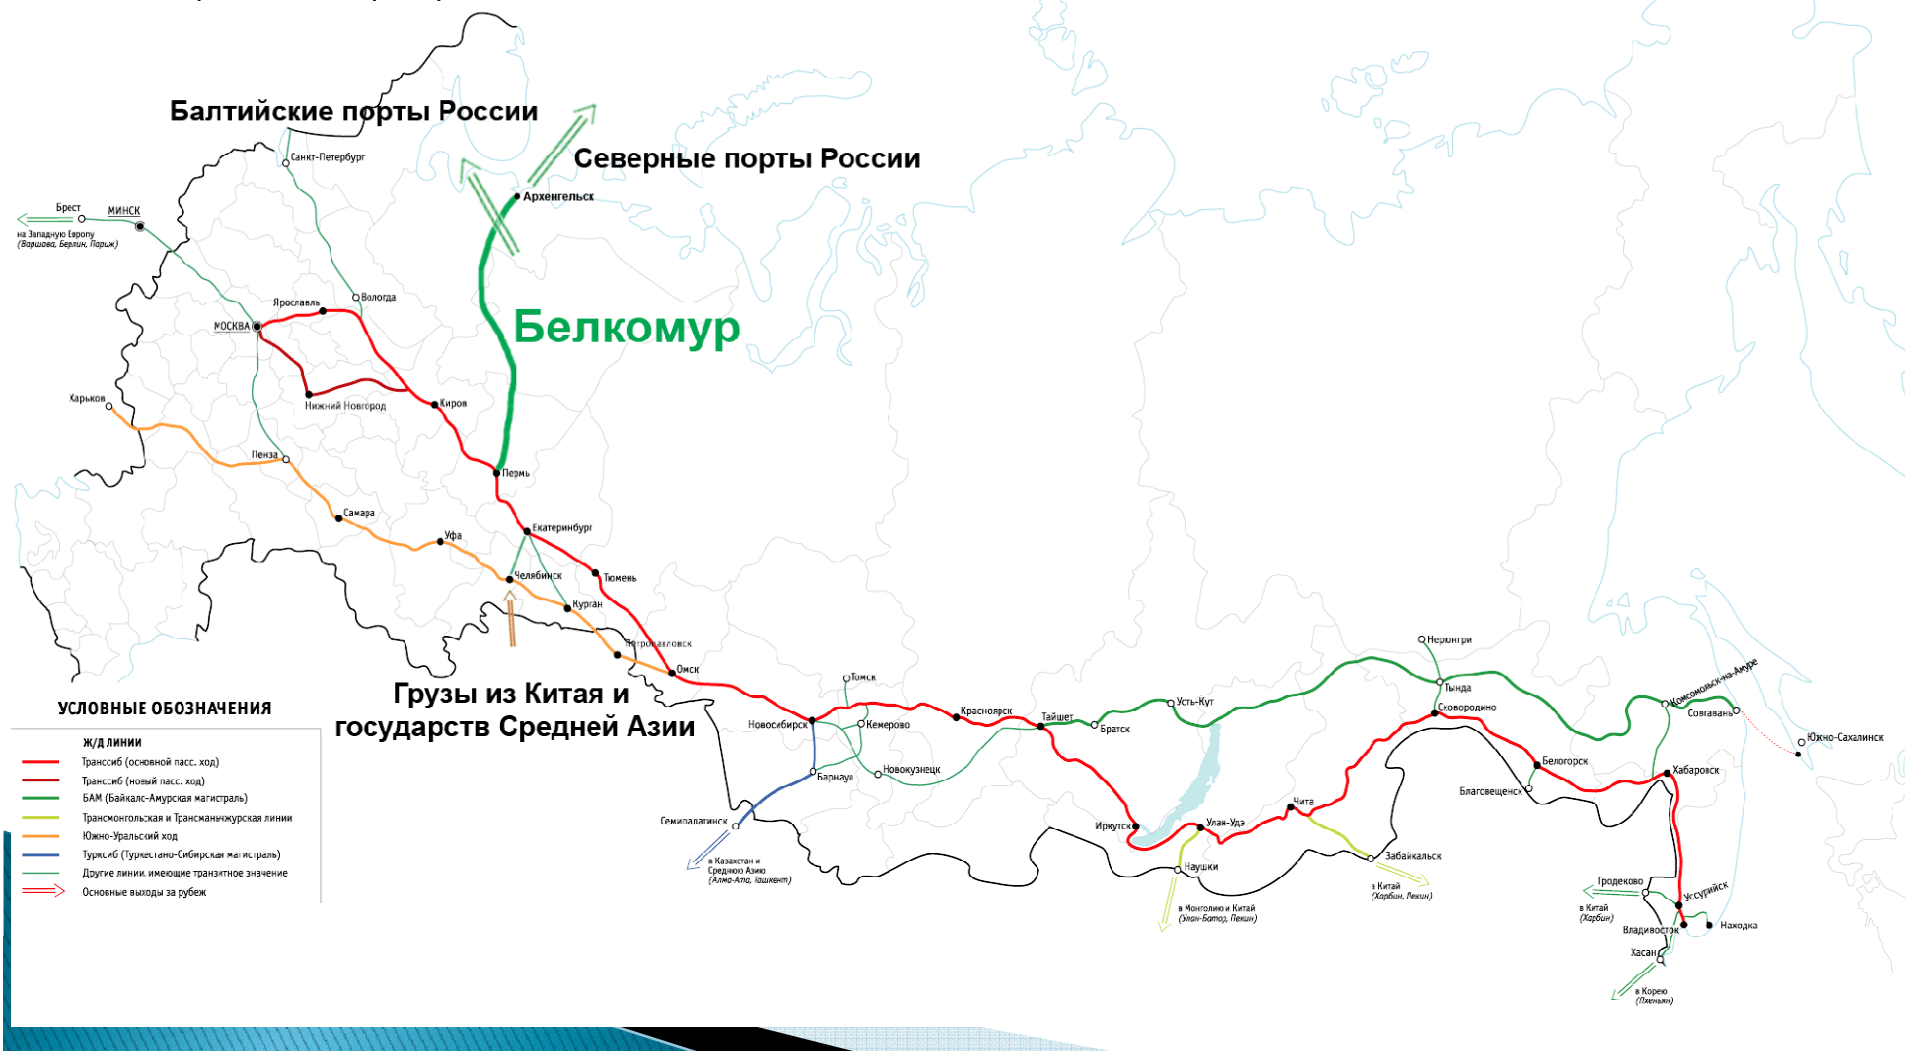 Балтийские порты России
Санкт-Петербург
Северные порты России
Архенгельск
Брест
МИНСК
на Западную Европу
(Варшава, Берлин, Париж)
Вологда
Ярославль
МОСКВА
Белкомур
Харьков
Нижний Новгород
Киров
Пенза
Пермь
Самара
Уфа
Екатеринбург
Челябинск
Тюмень
Курган
Омск
Грузы из Китая и
государств Средней Азии
Томск
Новосибирск
Кемерово
Барнаул
Новокузнецк
Красноярск
Тайшет
Братск
Усть-Кут
Нерюнгри
Тында
Сковородино
Комсомольск-на-Амуре
Совгавань
Южно-Сахалинск
Белогорск
Благовещенск
Хабаровск
Семипалатинск
в Казахстан и
Среднюю Азию
(Алма-Ата, Ташкент)
Иркутск
Улан-Удэ
Чита
Наушки
Забайкальск
в Монголию и Китай
(Улан-Батор, Пекин)
в Китай
(Харбин, Пекин)
Гродеково
Уссурийск
в Китай
(Харбин)
Владивосток
Находка
Хасан
в Корею
(Пхеньян)
УСЛОВНЫЕ ОБОЗНАЧЕНИЯ
Ж/Д ЛИНИИ
Транссиб (основной пасс. ход)
Транссиб (новый пасс. ход)
БАМ (Байкало-Амурская магистраль)
Трансмонгольская и Трансманьчжурская линии
Южно-Уральский ход
Турксиб (Туркестано-Сибирская магистраль)
Другие линии, имеющие транзитное значение
Основные выходы за рубеж